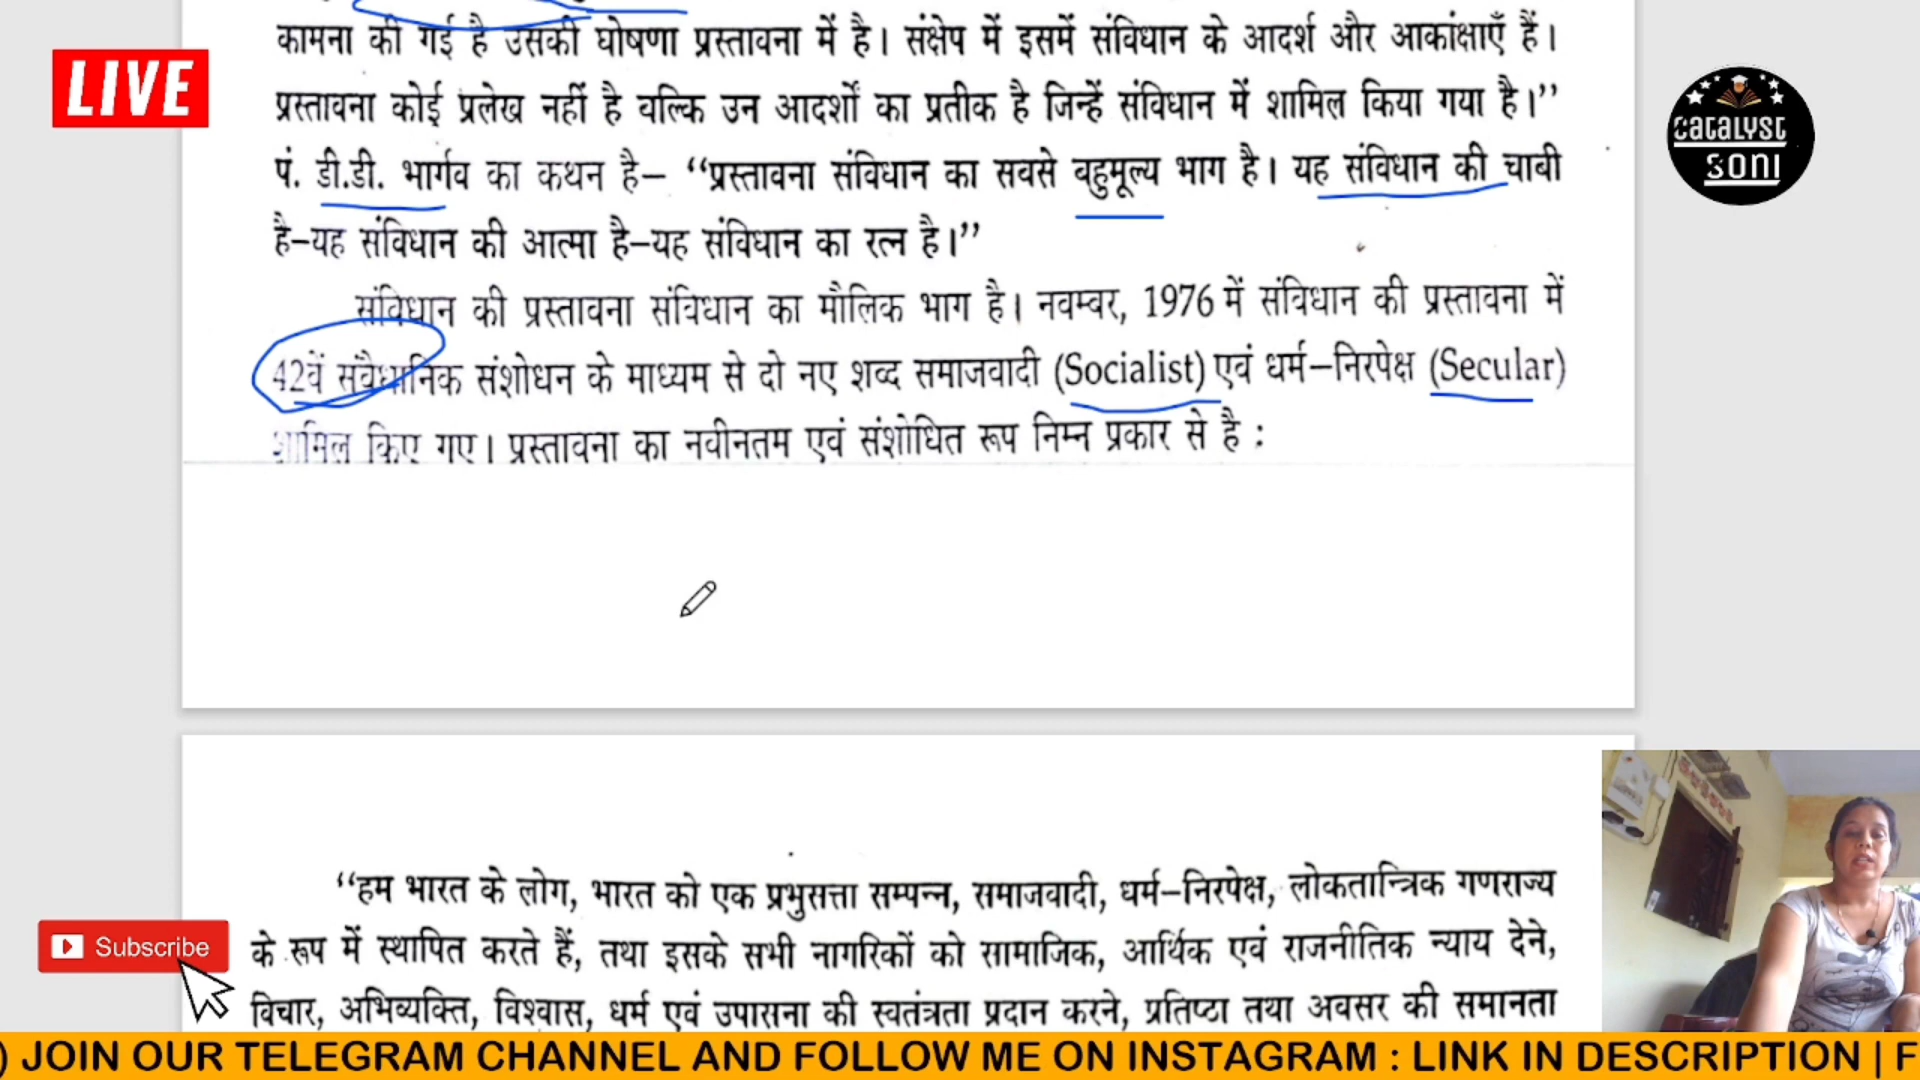 LIVE
कामना की गई है उसकी घोषणा प्रस्तावना में है। संक्षेप में इसमें संविधान के आदर्श और आकांक्षाएँ हैं।
प्रस्तावना कोई प्रलेख नहीं है वल्कि उन आदर्शों का प्रतीक है जिन्हें संविधान में शामिल किया गया है।”
पं. डी.डी. भार्गव का कथन है– “प्रस्तावना संविधान का सवसे वहुमूल्य भाग है। यह संविधान की चाबी
है–यह संविधान की आत्मा है–यह संविधान का रत्न है।”
संविधान की प्रस्तावना संविधान का मौलिक भाग है। नवम्वर, 1976 में संविधान की प्रस्तावना में
42वें संवैधानिक संशोधन के माध्यम से दो नए शव्द समाजवादी (Socialist) एवं धर्म–निरपेक्ष (Secular)
शामिल किए गए। प्रस्तावना का नवीनतम एवं संशोधित रूप निम्न प्रकार से है :
CATALYST
SONI
“हम भारत के लोग, भारत को एक प्रभुसत्ता सम्पन्न, समाजवादी, धर्म–निरपेक्ष, लोकतान्त्रिक गणराज्य
के रूप में स्थापित करते हैं, तथा इसके सभी नागरिकों को सामाजिक, आर्थिक एवं राजनीतिक न्याय देने,
विचार, अभिव्यक्ति, विश्वास, धर्म एवं उपासना की स्वतंत्रता प्रदान करने, प्रतिष्ठा तथा अवसर की समानता
Subscribe
) JOIN OUR TELEGRAM CHANNEL AND FOLLOW ME ON INSTAGRAM : LINK IN DESCRIPTION | F